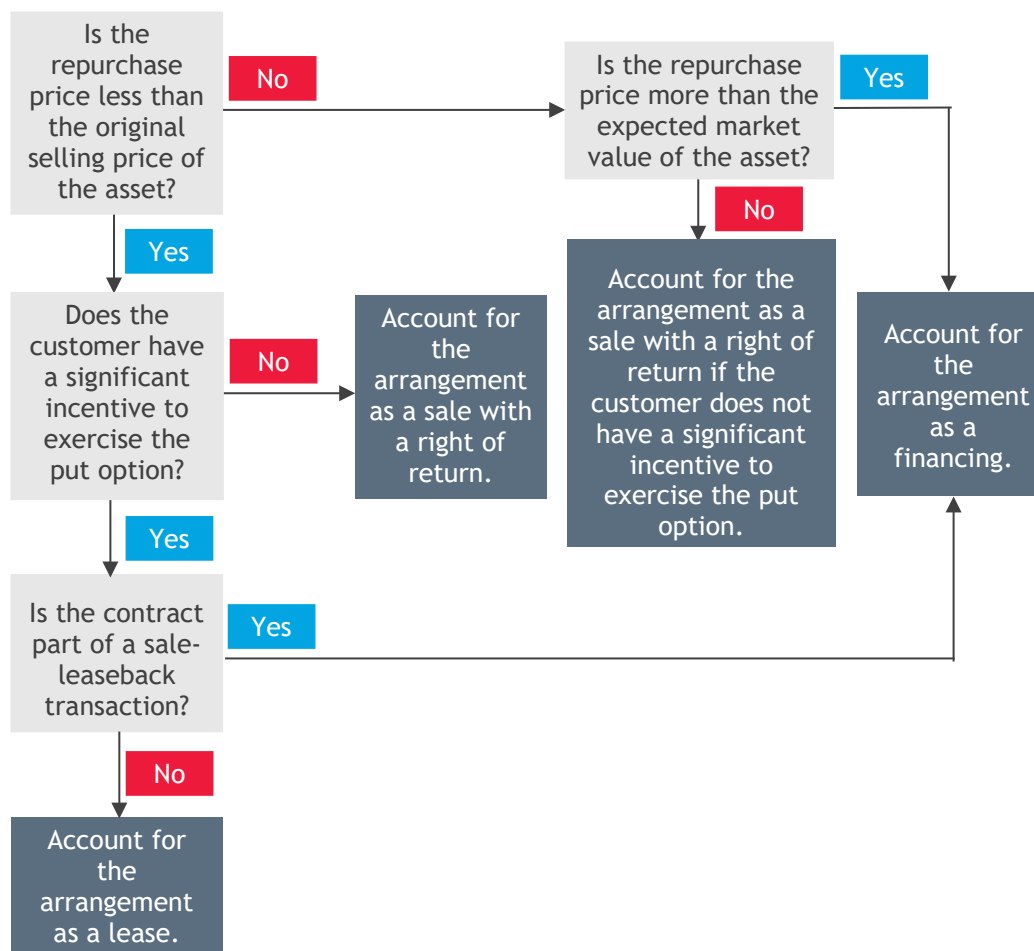 Is the
repurchase
price less than
the original
selling price of
the asset?
No
Is the repurchase
price more than the
expected market
value of the asset?
Yes
No
Yes
Does the
customer have
a significant
incentive to
exercise the
put option?
No
Account for
the
arrangement
as a sale with
a right of
return.
Account for the
arrangement as a
sale with a right of
return if the
customer does not
have a significant
incentive to
exercise the put
option.
Account for
the
arrangement
as a
financing.
Yes
Is the contract
part of a sale-
leaseback
transaction?
Yes
No
Account for
the
arrangement
as a lease.